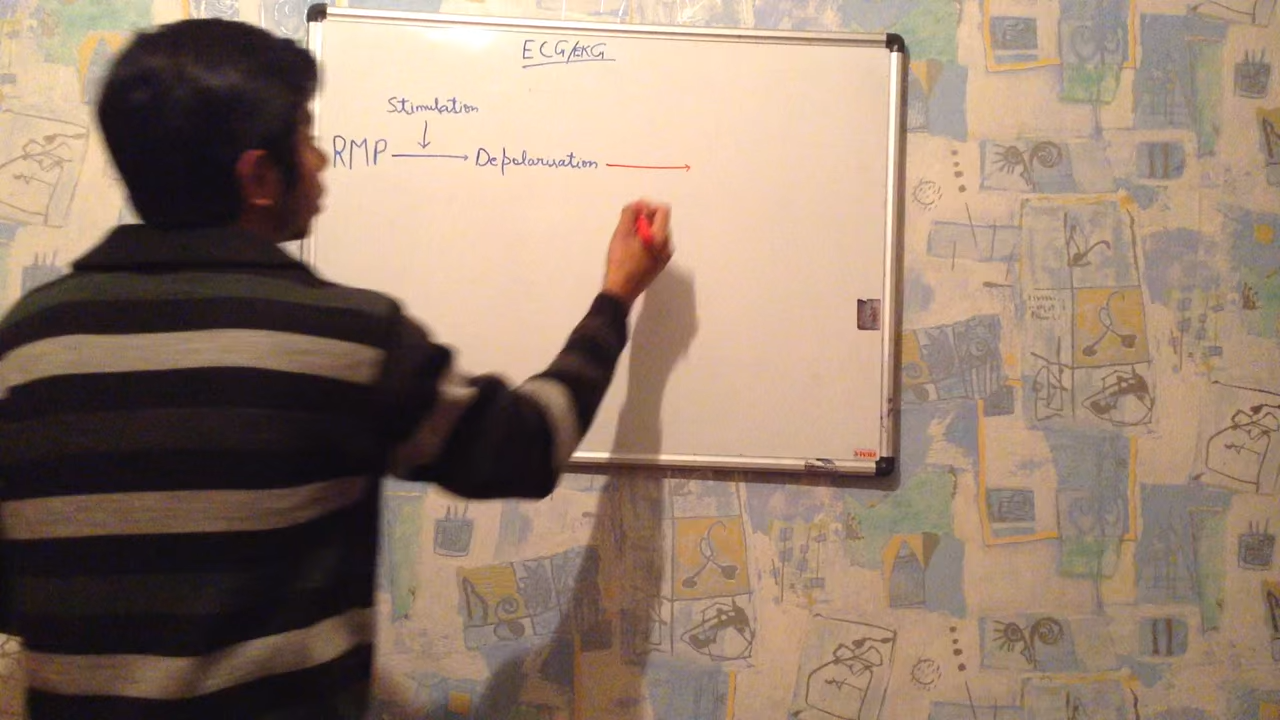 ECG/EKG
Stimulation
RMP → Depolarisation →